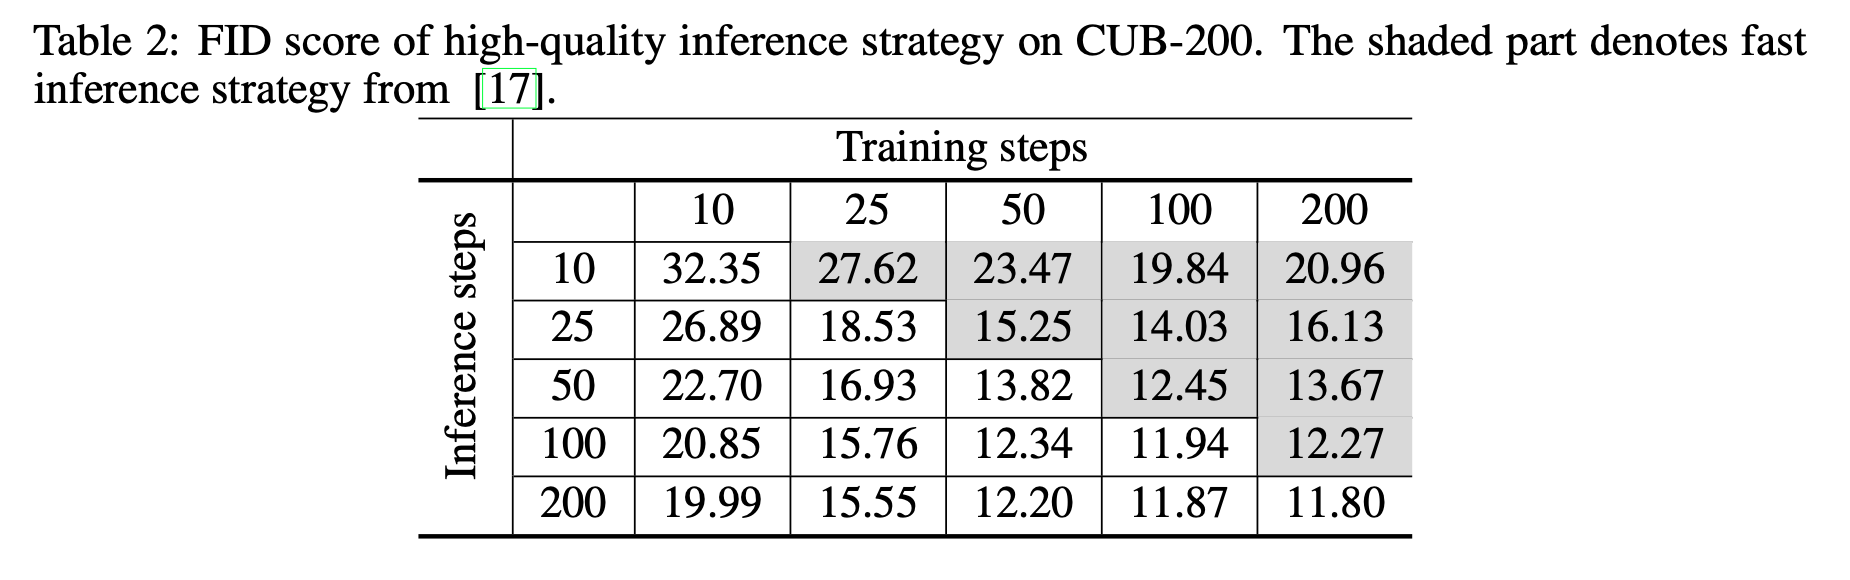 Table 2: FID score of high-quality inference strategy on CUB-200. The shaded part denotes fast
inference strategy from [17].
Training steps
Inference steps
10 25 50 100 200
10 32.35 27.62 23.47 19.84 20.96
25 26.89 18.53 15.25 14.03 16.13
50 22.70 16.93 13.82 12.45 13.67
100 20.85 15.76 12.34 11.94 12.27
200 19.99 15.55 12.20 11.87 11.80